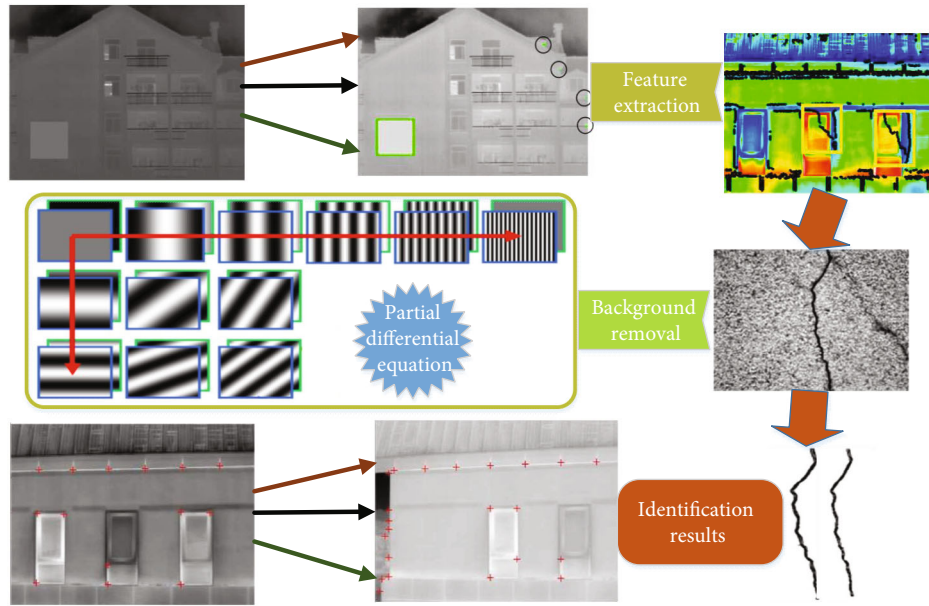 Feature
extraction
Partial
differential
equation
Background
removal
Identification
results